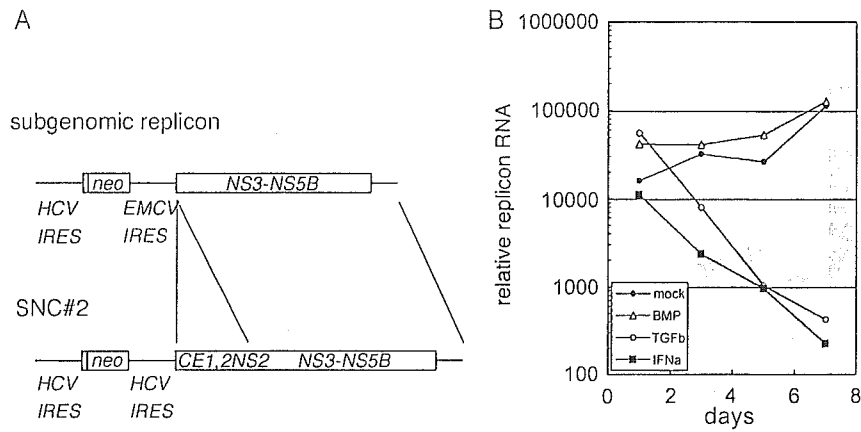 A
subgenomic replicon
neo
NS3-NS5B
HCV
IRES
EMCV
IRES
SNC#2
neo
CE1,2NS2
NS3-NS5B
HCV
IRES
HCV
IRES
B
relative replicon RNA
1000000
100000
10000
1000
100
mock
BMP
TGFb
IFNa
0
2
4
6
8
days